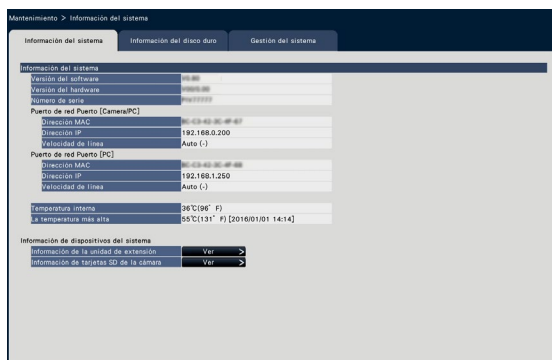 Mantenimiento > Información del sistema
Información del sistema
Información del disco duro
Gestión del sistema
Información del sistema
Versión del software
Versión del hardware
Número de serie
Puerto de red Puerto [Camera/PC]
Dirección MAC
Dirección IP 192.168.0.200
Velocidad de línea Auto (-)
Puerto de red Puerto [PC]
Dirección MAC
Dirección IP 192.168.1.250
Velocidad de línea Auto (-)
Temperatura interna 36℃(96° F)
La temperatura más alta 55℃(131° F) [2016/01/01 14:14]
Información de dispositivos del sistema
Información de la unidad de extensión Ver >
Información de tarjetas SD de la cámara Ver >